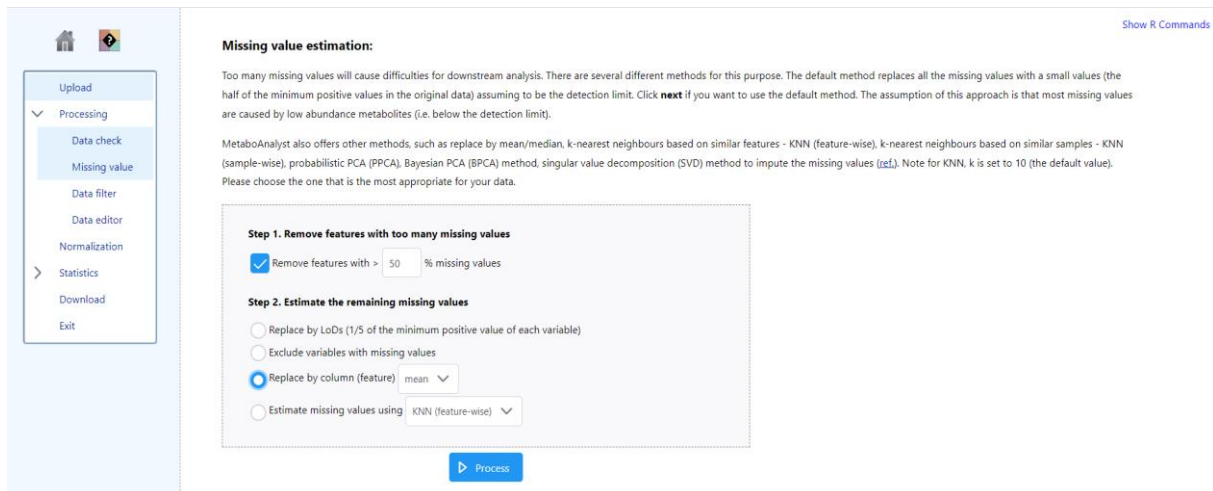 Show R Commands
Upload
Processing
Data check
Missing value
Data filter
Data editor
Normalization
Statistics
Download
Exit
Missing value estimation:
Too many missing values will cause difficulties for downstream analysis. There are several different methods for this purpose. The default method replaces all the missing values with a small values (the
half of the minimum positive values in the original data) assuming to be the detection limit. Click next if you want to use the default method. The assumption of this approach is that most missing values
are caused by low abundance metabolites (i.e. below the detection limit).
MetaboAnalyst also offers other methods, such as replace by mean/median, k-nearest neighbours based on similar features - KNN (feature-wise), k-nearest neighbours based on similar samples - KNN
(sample-wise), probabilistic PCA (PPCA), Bayesian PCA (BPCA) method, singular value decomposition (SVD) method to impute the missing values (ref.). Note for KNN, k is set to 10 (the default value).
Please choose the one that is the most appropriate for your data.
Step 1. Remove features with too many missing values
Remove features with > 50 % missing values
Step 2. Estimate the remaining missing values
Replace by LoDs (1/5 of the minimum positive value of each variable)
Exclude variables with missing values
Replace by column (feature) mean
Estimate missing values using KNN (feature-wise)
Process